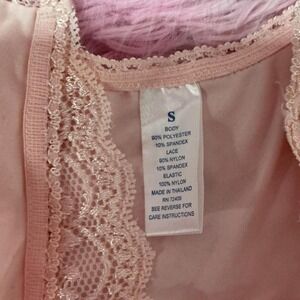 S
BODY
90% POLYESTER
10% SPANDEX
LACE
90% NYLON
10% SPANDEX
ELASTIC
100% NYLON
MADE IN THAILAND
RN 72409
SEE REVERSE FOR
CARE INSTRUCTIONS